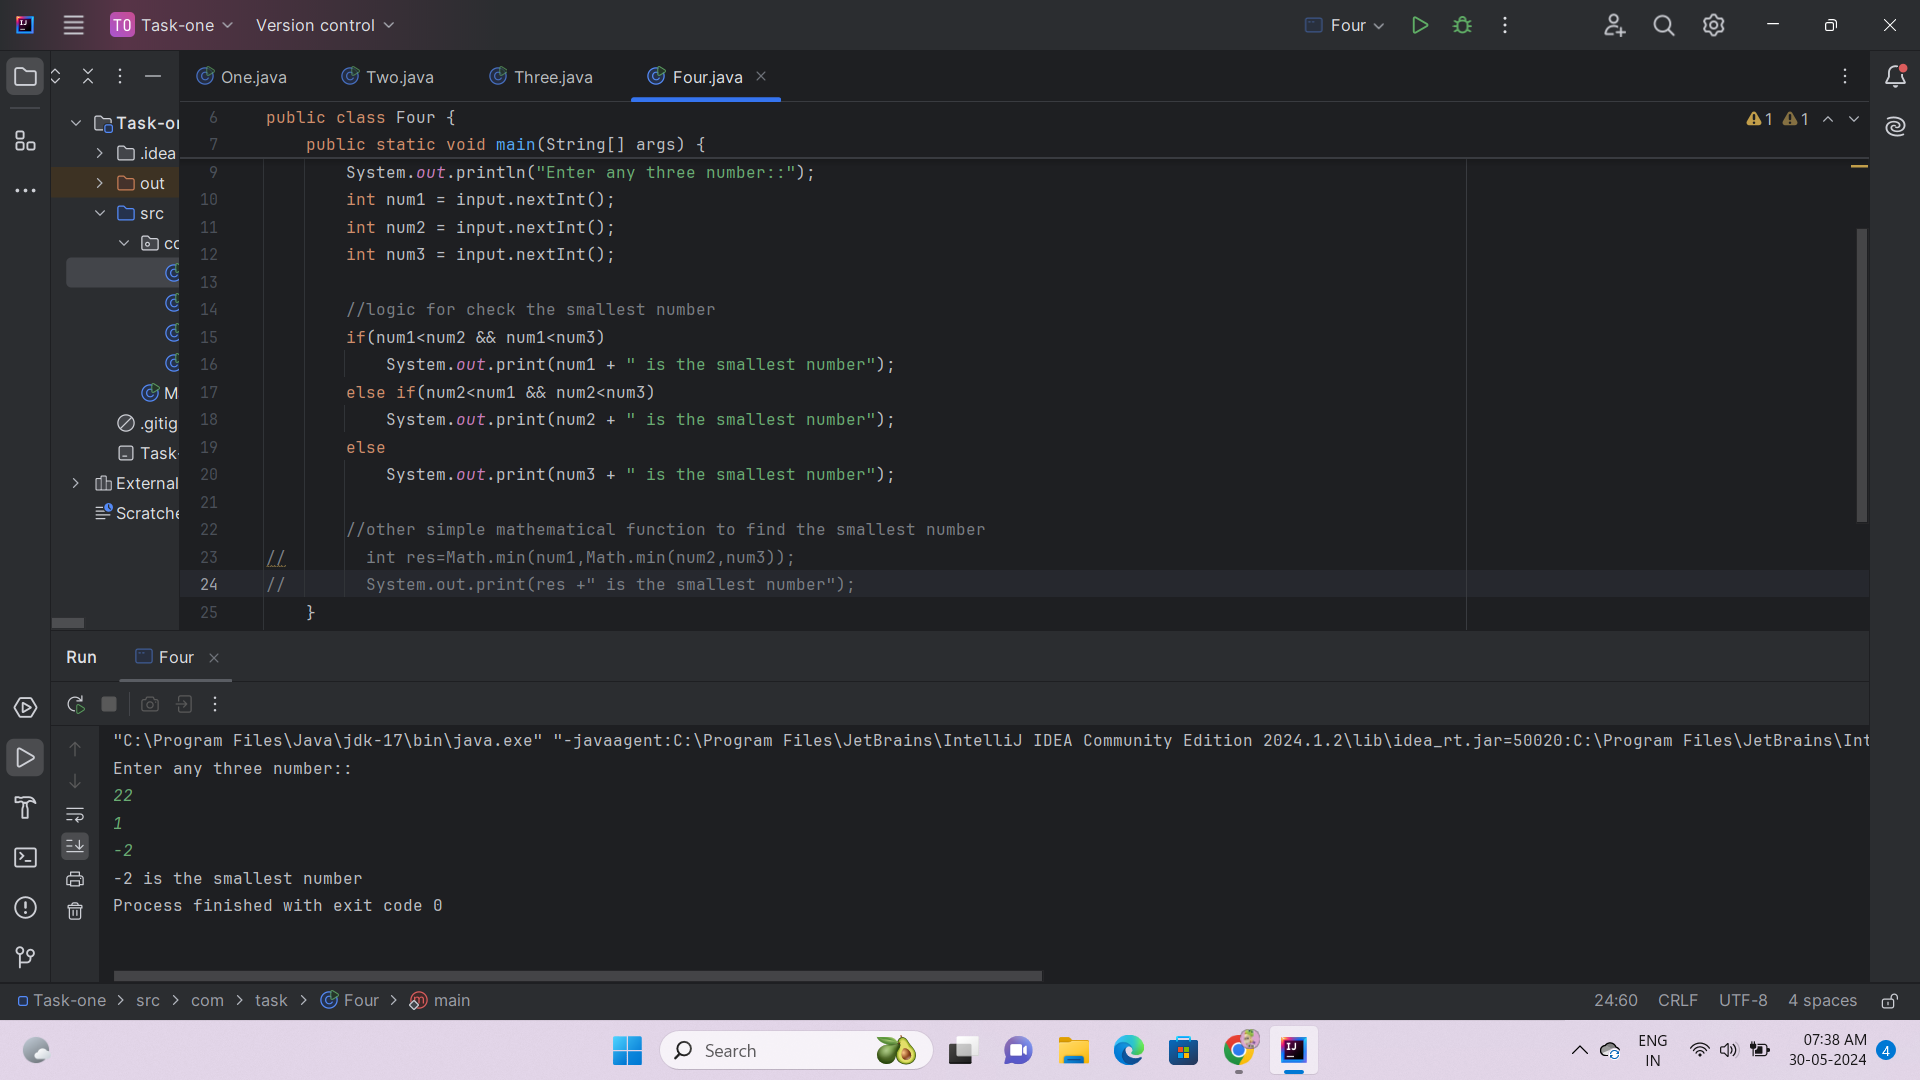 TO Task-one Version control Four
One.java Two.java Three.java Four.java
6 public class Four {
7 public static void main(String[] args) {
9 System.out.println("Enter any three number::");
10 int num1 = input.nextInt();
11 int num2 = input.nextInt();
12 int num3 = input.nextInt();
13
14 //logic for check the smallest number
15 if(num1<num2 && num1<num3)
16 System.out.print(num1 + " is the smallest number");
17 else if(num2<num1 && num2<num3)
18 System.out.print(num2 + " is the smallest number");
19 else
20 System.out.print(num3 + " is the smallest number");
21
22 //other simple mathematical function to find the smallest number
23 // int res=Math.min(num1,Math.min(num2,num3));
24 // System.out.print(res +" is the smallest number");
25 }
1 1
Task-o
.idea
out
src
co
M
.gitig
Task-
External
Scratche
Run Four
"C:\Program Files\Java\jdk-17\bin\java.exe" "-javaagent:C:\Program Files\JetBrains\IntelliJ IDEA Community Edition 2024.1.2\lib\idea_rt.jar=50020:C:\Program Files\JetBrains\Int
Enter any three number::
22
1
-2
-2 is the smallest number
Process finished with exit code 0
Task-one > src > com > task > Four > main
24:60 CRLF UTF-8 4 spaces
Search
ENG
IN
07:38 AM
30-05-2024
4